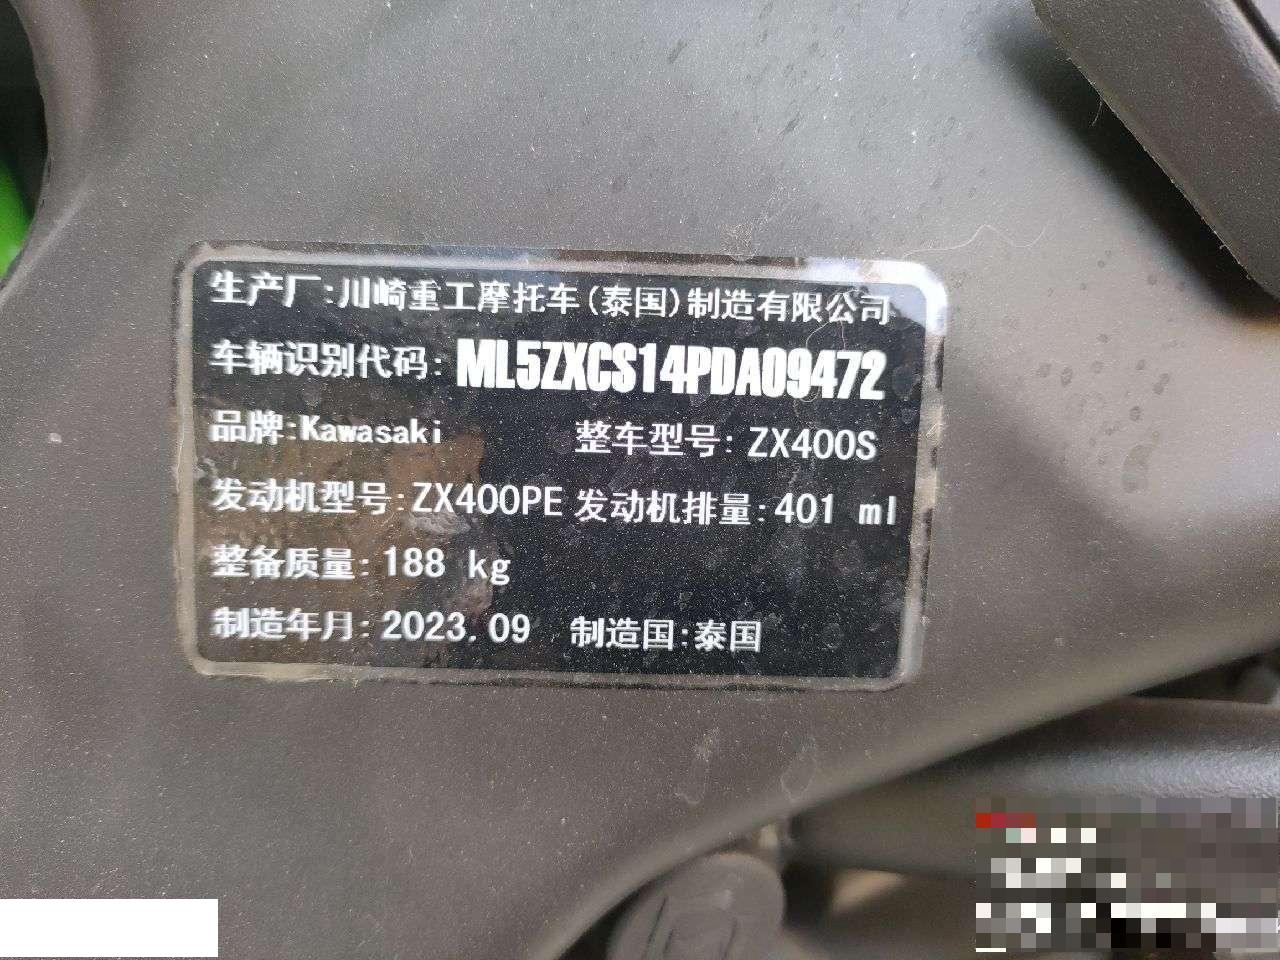 生产厂:川崎重工摩托车(泰国)制造有限公司
车辆识别代码: ML5ZXCS14PDA09472
品牌:Kawasaki 整车型号: ZX400S
发动机型号:ZX400PE 发动机排量:401 ml
整备质量:188 kg
制造年月:2023.09 制造国:泰国